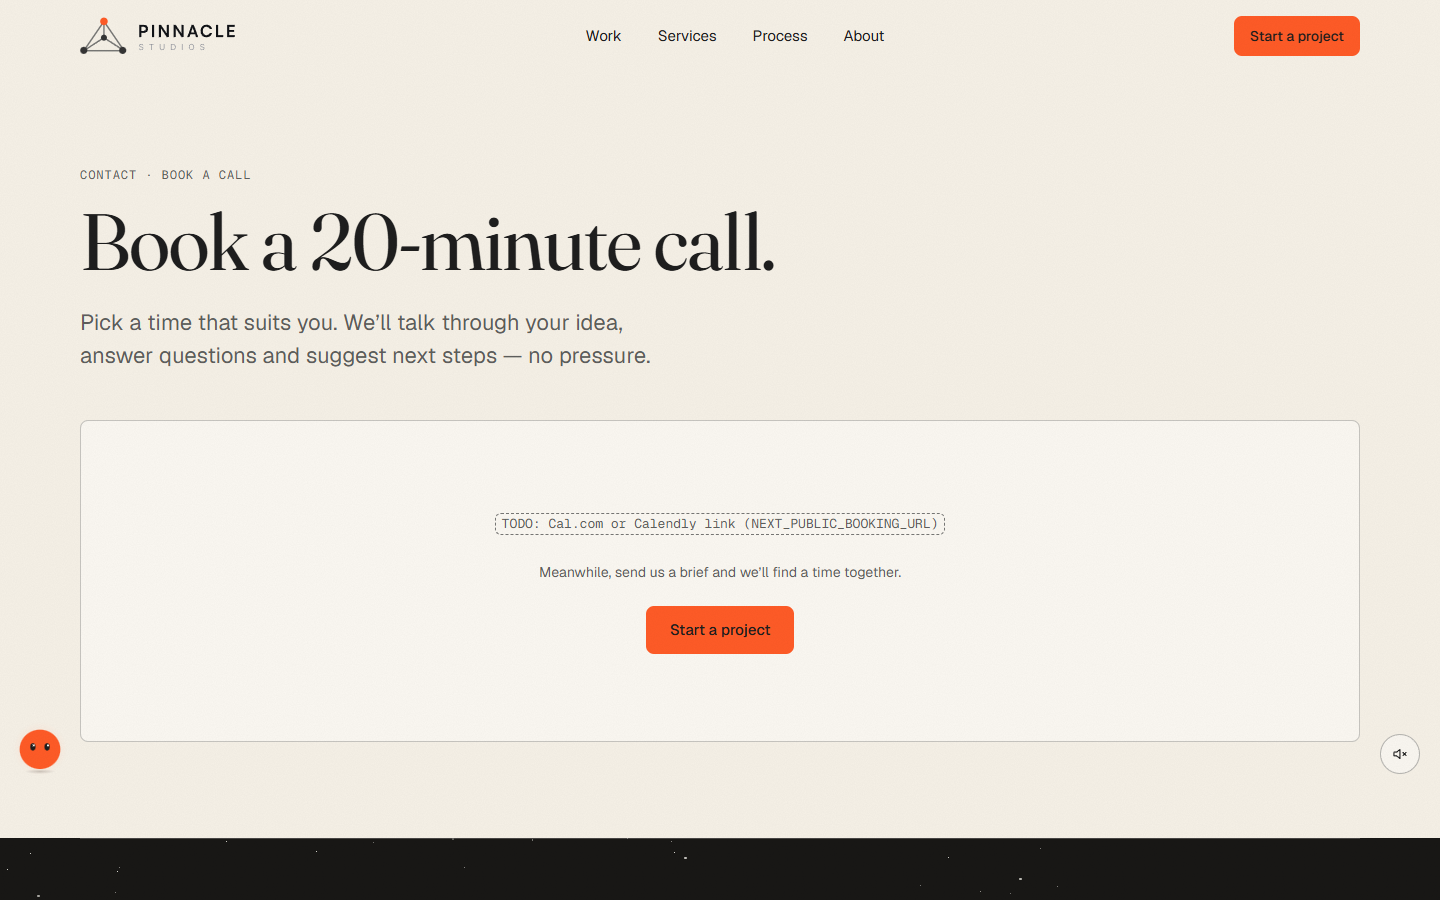 PINNACLE
STUDIOS
Work
Services
Process
About
Start a project
CONTACT · BOOK A CALL
Book a 20-minute call.
Pick a time that suits you. We’ll talk through your idea,
answer questions and suggest next steps — no pressure.
TODO: Cal.com or Calendly link (NEXT_PUBLIC_BOOKING_URL)
Meanwhile, send us a brief and we’ll find a time together.
Start a project